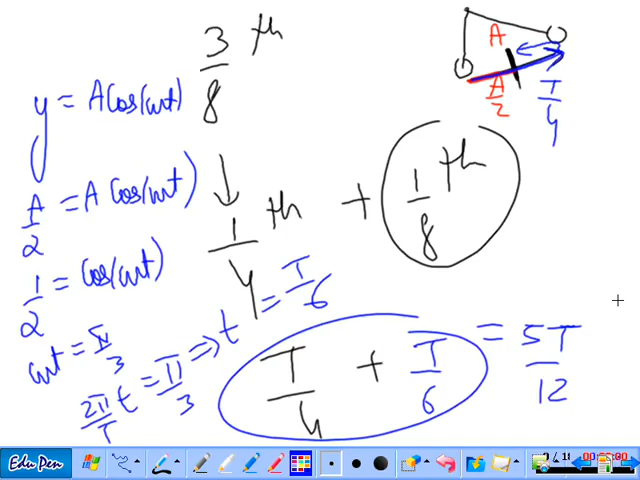 3/8 th
A
A/2
T/4
y = A cos(ωt)
A/2 = A cos(ωt)
↓
1/4 th + 1/8 th
1/2 = cos(ωt)
ωt = π/3
2π/T t = π/3 ⇒ t = T/6
T/4 + T/6 = 5T/12
Edu Pen